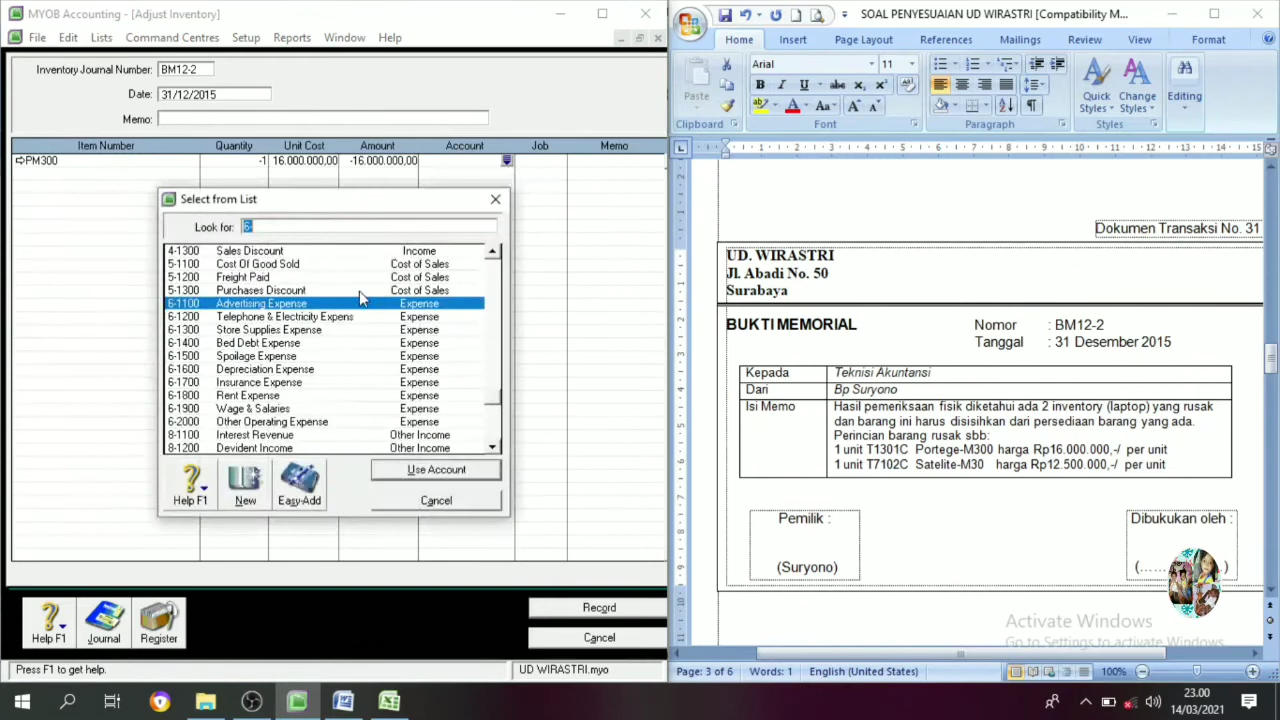 MYOB Accounting - [Adjust Inventory]
File Edit Lists Command Centres Setup Reports Window Help
Inventory Journal Number: BM12-2
Date: 31/12/2015
Memo:
Item Number Quantity Unit Cost Amount Account Job Memo
PM300 -1 16.000.000,00 -16.000.000,00
Select from List
Look for: 6-
4-1300 Sales Discount Income
5-1100 Cost Of Good Sold Cost of Sales
5-1200 Freight Paid Cost of Sales
5-1300 Purchases Discount Cost of Sales
6-1100 Advertising Expense Expense
6-1200 Telephone & Electricity Expens Expense
6-1300 Store Supplies Expense Expense
6-1400 Bed Debt Expense Expense
6-1500 Spoilage Expense Expense
6-1600 Depreciation Expense Expense
6-1700 Insurance Expense Expense
6-1800 Rent Expense Expense
6-1900 Wage & Salaries Expense
6-2000 Other Operating Expense Expense
8-1100 Interest Revenue Other Income
8-1200 Devident Income Other Income
Use Account
Help F1 New Easy-Add Cancel
Record
Help F1 Journal Register Cancel
Press F1 to get help. UD WIRASTRI.myo
SOAL PENYESUAIAN UD WIRASTRI [Compatibility M...
Home Insert Page Layout References Mailings Review View Format
Paste Arial 11 Quick Styles Change Styles Editing
Clipboard Font Paragraph Styles
Dokumen Transaksi No. 31
UD. WIRASTRI
Jl. Abadi No. 50
Surabaya
BUKTI MEMORIAL Nomor : BM12-2
Tanggal : 31 Desember 2015
Kepada Teknisi Akuntansi
Dari Bp Suryono
Isi Memo Hasil pemeriksaan fisik diketahui ada 2 inventory (laptop) yang rusak
dan barang ini harus disisihkan dari persediaan barang yang ada.
Perincian barang rusak sbb:
1 unit T1301C Portege-M300 harga Rp16.000.000,-/ per unit
1 unit T7102C Satelite-M30 harga Rp12.500.000,-/ per unit
Pemilik : Dibukukan oleh :
(Suryono) (...... )
Activate Windows
Go to Settings to activate Windows.
Page: 3 of 6 Words: 1 English (United States) 100%
23.00
14/03/2021